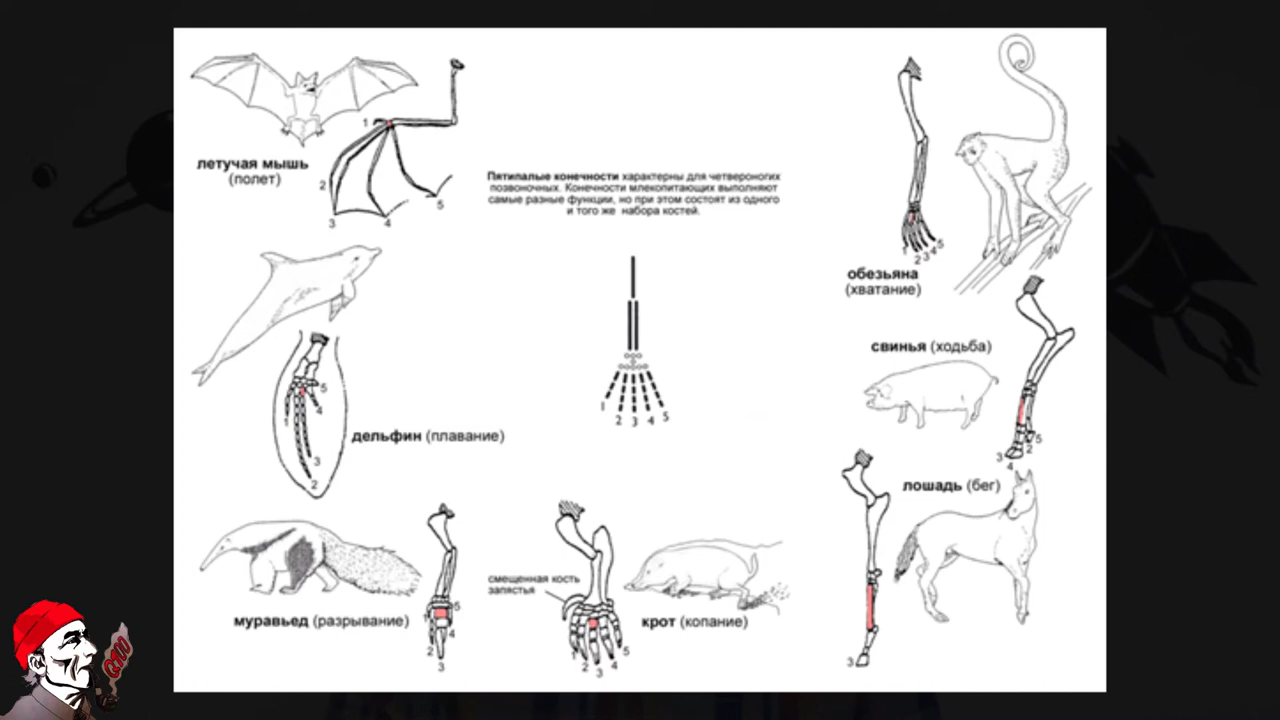 летучая мышь
(полет)
1
2
3
4
5
Пятипалые конечности характерны для четвероногих
позвоночных. Конечности млекопитающих выполняют
самые разные функции, но при этом состоят из одного
и того же набора костей.
1 2 3 4 5
обезьяна
(хватание)
1 2 3 4 5
дельфин (плавание)
5
4
1
3
2
свинья (ходьба)
5
2
3
4
лошадь (бег)
3
муравьед (разрывание)
5
4
2
3
смещенная кость
запястья
крот (копание)
1 2 3 4 5